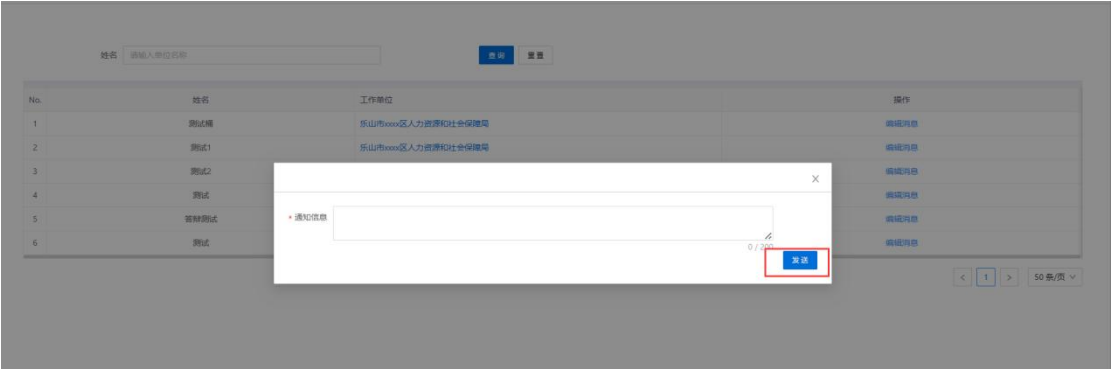 姓名 请输入单位名称 查询 重置
No. 姓名 工作单位 操作
1 测试桶 乐山市xxxx区人力资源和社会保障局 编辑消息
2 测试1 乐山市xxxx区人力资源和社会保障局 编辑消息
3 测试2 编辑消息
4 测试 编辑消息
5 答辩测试 编辑消息
6 测试 编辑消息
* 通知信息
0 / 200
发送
< 1 > 50 条/页